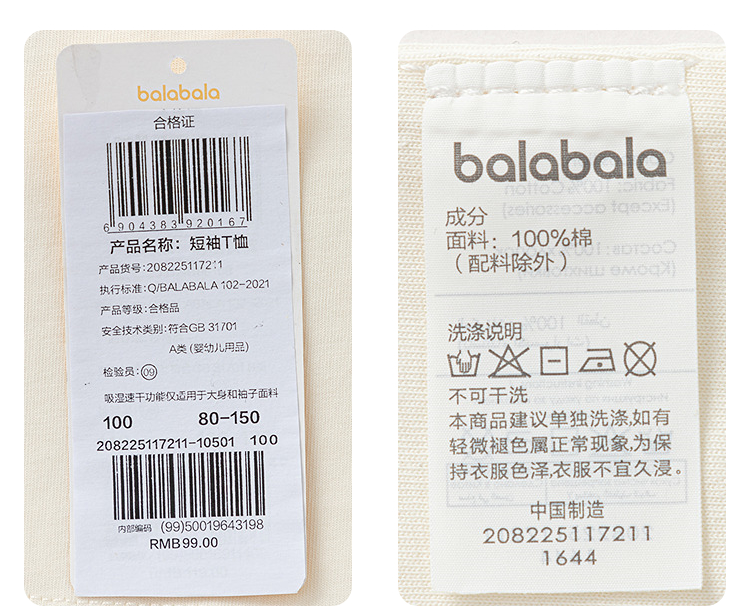 balabala
合格证
6904383920167
产品名称：短袖T恤
产品货号：208225117211
执行标准：Q/BALABALA 102-2021
产品等级：合格品
安全技术类别：符合GB 31701
A类（婴幼儿用品）
检验员：09
吸湿速干功能仅适用于大身和袖子面料
100 80-150
208225117211-10501 100
内部编码 (99)50019643198
RMB99.00
balabala
成分
面料：100%棉
（配料除外）
洗涤说明
不可干洗
本商品建议单独洗涤,如有
轻微褪色属正常现象,为保
持衣服色泽,衣服不宜久浸。
中国制造
208225117211
1644